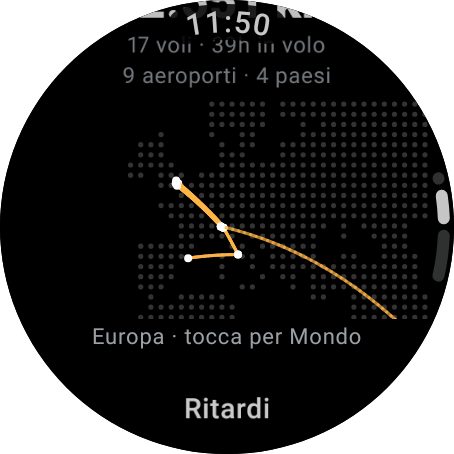 11:50
17 voli · 39h in volo
9 aeroporti · 4 paesi
Europa · tocca per Mondo
Ritardi